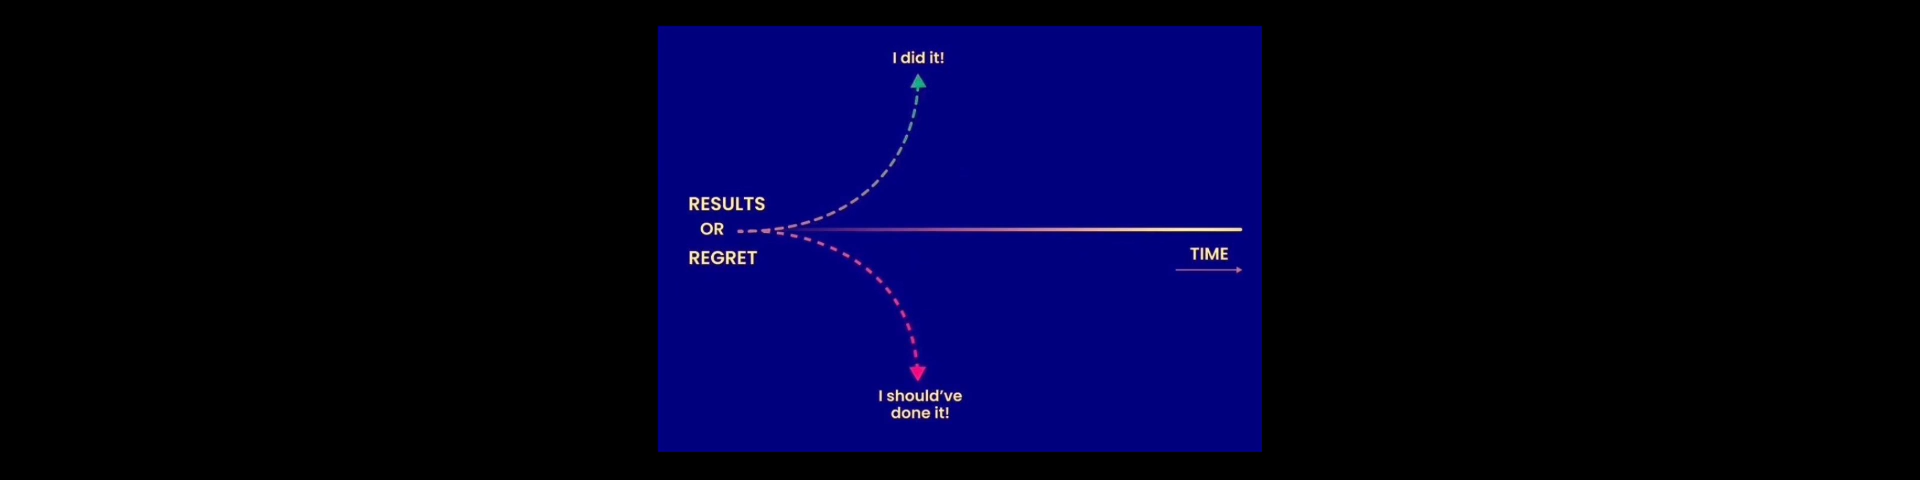 I did it!
RESULTS
OR
REGRET
TIME
I should’ve
done it!